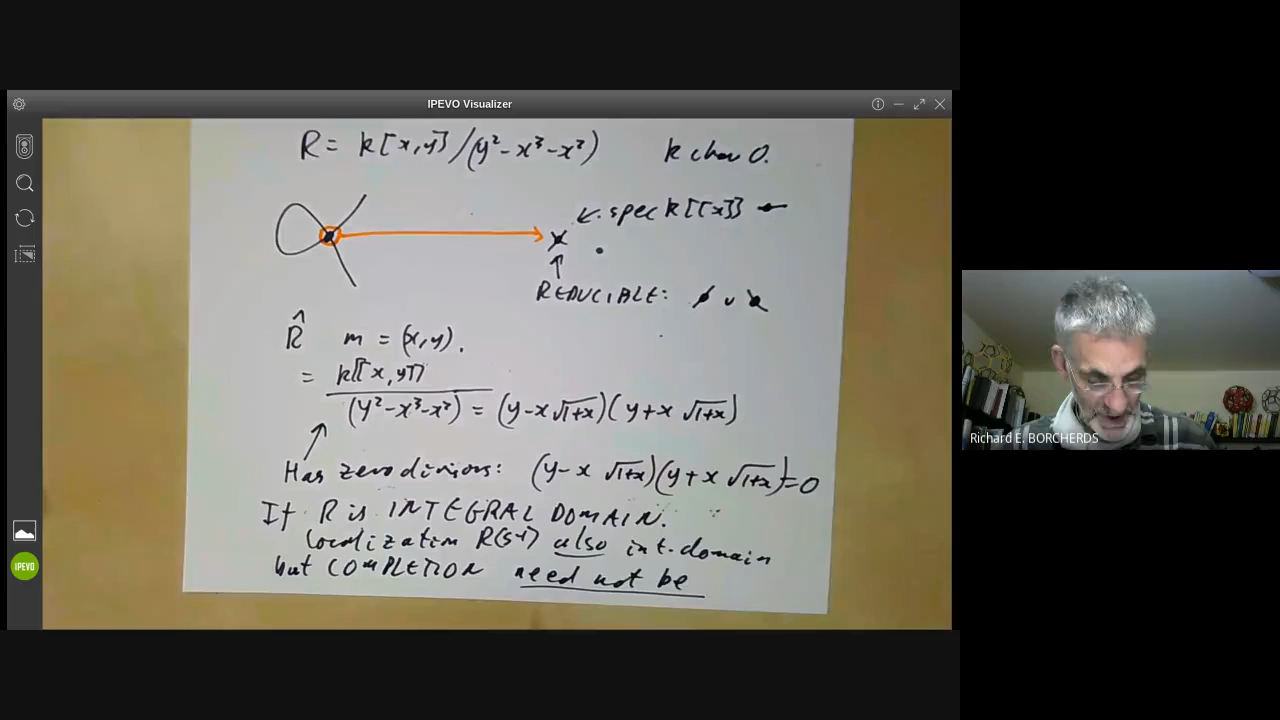 IPEVO Visualizer
R = k[x,y]/(y²-x³-x²) k char 0.
spec k[[x]]
REDUCIBLE: ∪
R̂ m = (x,y).
= k[[x,y]]
(y²-x³-x²) = (y-x√1+x)(y+x√1+x)
Has zero divisors: (y-x√1+x)(y+x√1+x)=0
If R is INTEGRAL DOMAIN.
Localization R[S⁻¹] also int. domain
but COMPLETION need not be
IPEVO
Richard E. BORCHERDS